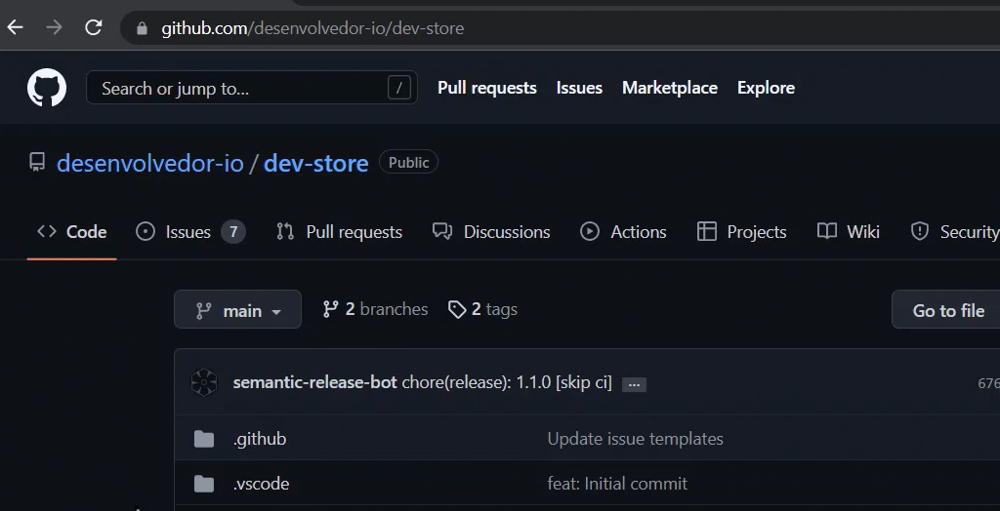 github.com/desenvolvedor-io/dev-store
Search or jump to... / Pull requests Issues Marketplace Explore
desenvolvedor-io / dev-store Public
<> Code Issues 7 Pull requests Discussions Actions Projects Wiki Security
main 2 branches 2 tags Go to file
semantic-release-bot chore(release): 1.1.0 [skip ci] ... 676
.github Update issue templates
.vscode feat: Initial commit